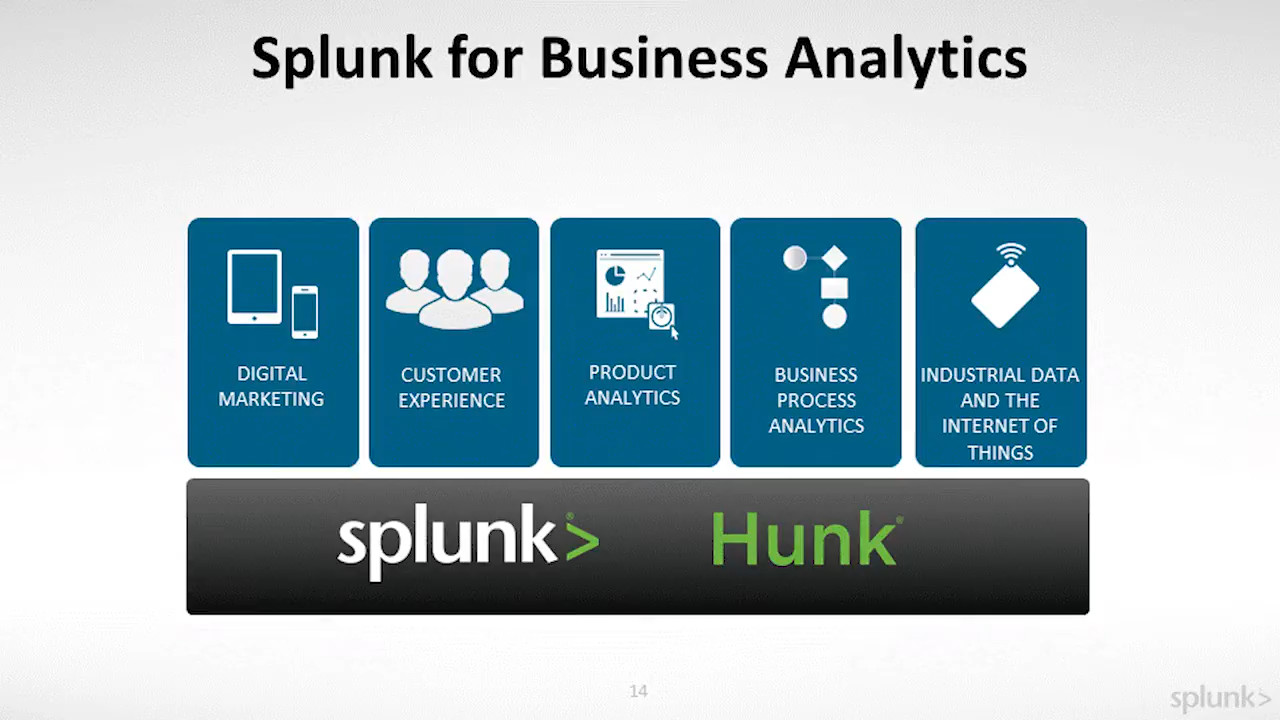 Splunk for Business Analytics
DIGITAL
MARKETING
CUSTOMER
EXPERIENCE
PRODUCT
ANALYTICS
BUSINESS
PROCESS
ANALYTICS
INDUSTRIAL DATA
AND THE
INTERNET OF
THINGS
splunk®>
Hunk®
14
splunk>